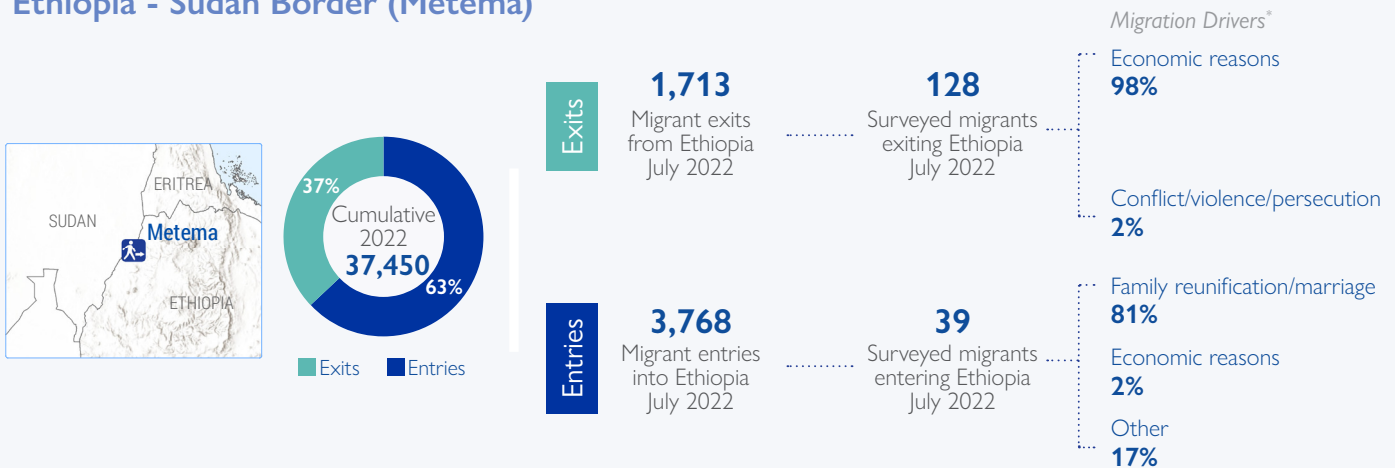 Ethiopia - Sudan Border (Metema)
Migration Drivers*
Economic reasons
98%
Conflict/violence/persecution
2%
Exits
1,713
Migrant exits
from Ethiopia
July 2022
128
Surveyed migrants
exiting Ethiopia
July 2022
ERITREA
SUDAN
Metema
ETHIOPIA
37%
Cumulative
2022
37,450
63%
Exits
Entries
Entries
3,768
Migrant entries
into Ethiopia
July 2022
39
Surveyed migrants
entering Ethiopia
July 2022
Family reunification/marriage
81%
Economic reasons
2%
Other
17%